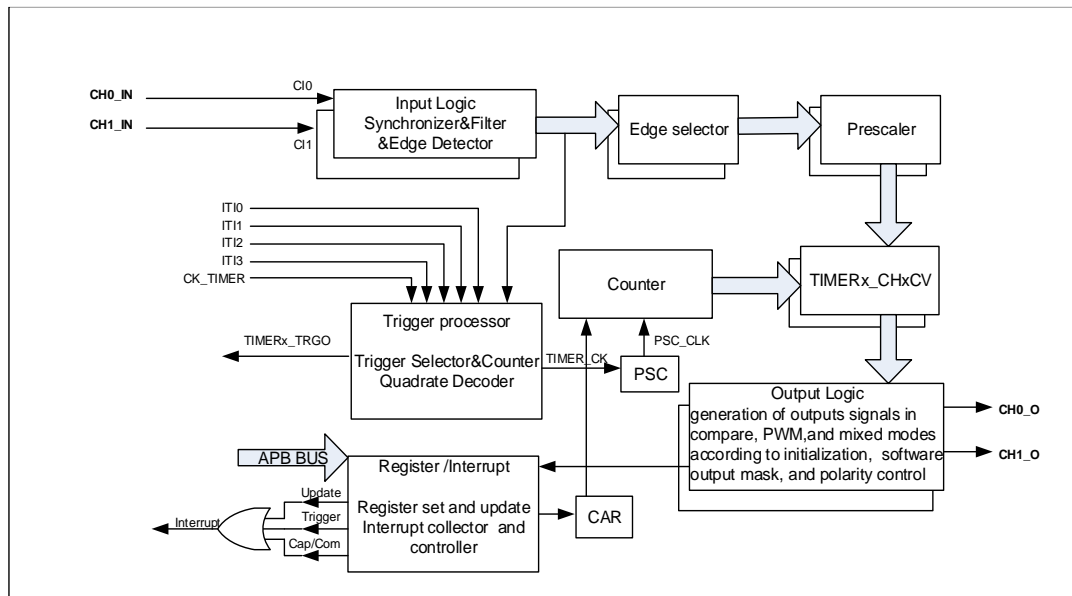 CH0_IN
CI0
CH1_IN
CI1
Input Logic
Synchronizer&Filter
&Edge Detector
Edge selector
Prescaler
ITI0
ITI1
ITI2
ITI3
CK_TIMER
Counter
TIMERx_CHxCV
Trigger processor
Trigger Selector&Counter
Quadrate Decoder
TIMERx_TRGO
TIMER_CK
PSC
PSC_CLK
Output Logic
generation of outputs signals in
compare, PWM,and mixed modes
according to initialization, software
output mask, and polarity control
CH0_O
CH1_O
APB BUS
Register /Interrupt
Register set and update
Interrupt collector and
controller
CAR
Update
Trigger
Cap/Com
Interrupt